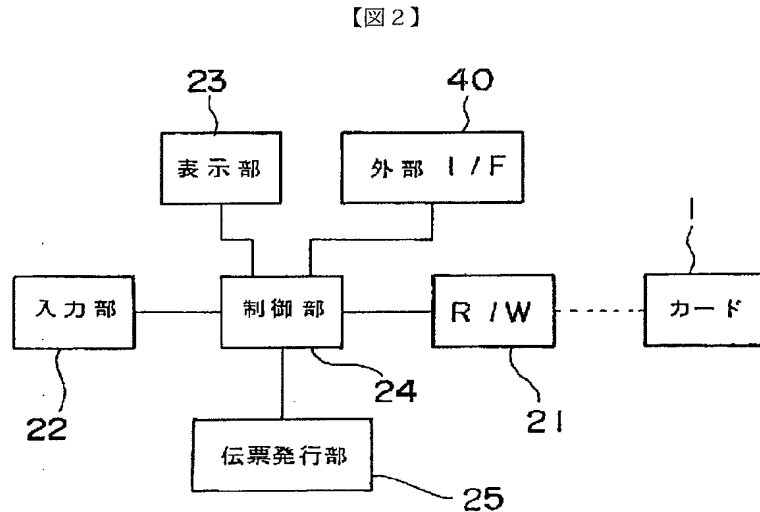 【図2】
23
40
表示部
外部 I/F
1
入力部
制御部
R/W
カード
22
24
21
伝票発行部
25